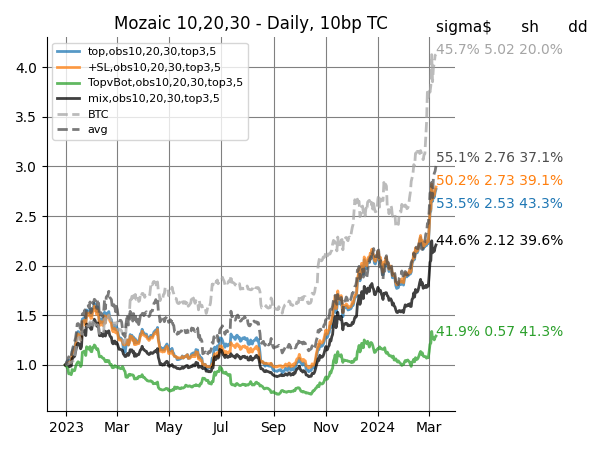 Mozaic 10,20,30 - Daily, 10bp TC
sigma$ sh dd
top,obs10,20,30,top3,5
+SL,obs10,20,30,top3,5
TopvBot,obs10,20,30,top3,5
mix,obs10,20,30,top3,5
BTC
avg
45.7% 5.02 20.0%
55.1% 2.76 37.1%
50.2% 2.73 39.1%
53.5% 2.53 43.3%
44.6% 2.12 39.6%
41.9% 0.57 41.3%
4.0
3.5
3.0
2.5
2.0
1.5
1.0
2023 Mar May Jul Sep Nov 2024 Mar